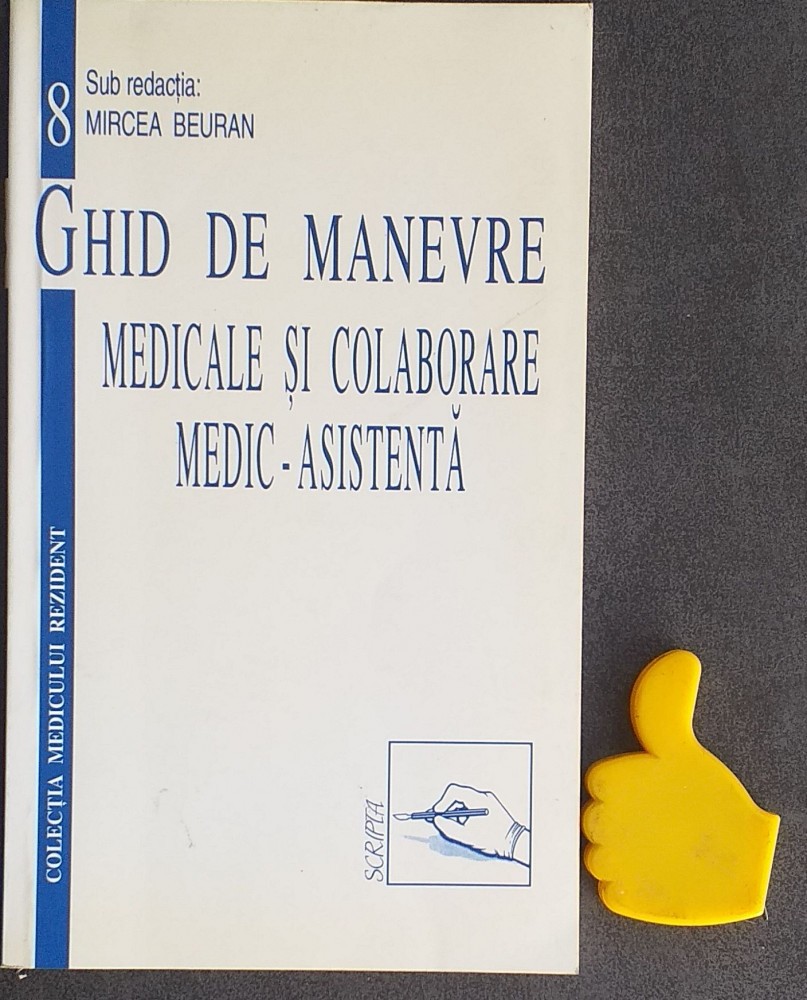 8
Sub redacția:
MIRCEA BEURAN
GHID DE MANEVRE
MEDICALE ȘI COLABORARE
MEDIC-ASISTENTĂ
COLECȚIA MEDICULUI REZIDENT
SCRIPTA